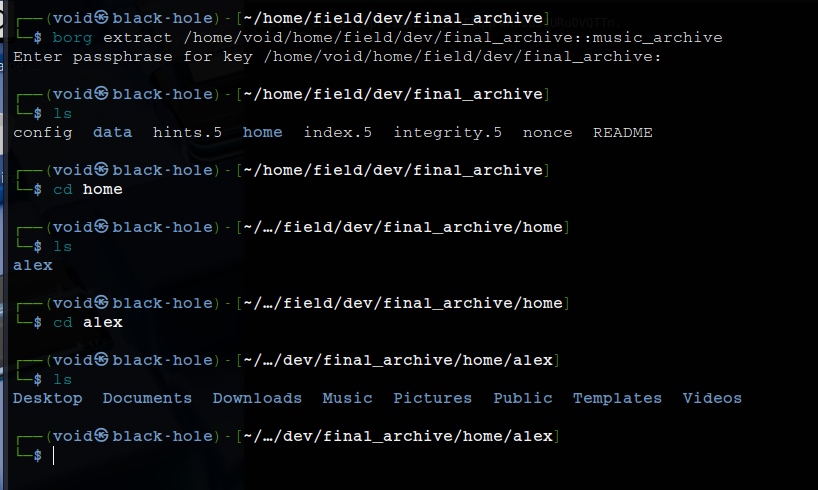 ┌──(void㉿black-hole)-[~/home/field/dev/final_archive]
└─$ borg extract /home/void/home/field/dev/final_archive::music_archive
Enter passphrase for key /home/void/home/field/dev/final_archive:
┌──(void㉿black-hole)-[~/home/field/dev/final_archive]
└─$ ls
config data hints.5 home index.5 integrity.5 nonce README
┌──(void㉿black-hole)-[~/home/field/dev/final_archive]
└─$ cd home
┌──(void㉿black-hole)-[~/…/field/dev/final_archive/home]
└─$ ls
alex
┌──(void㉿black-hole)-[~/…/field/dev/final_archive/home]
└─$ cd alex
┌──(void㉿black-hole)-[~/…/dev/final_archive/home/alex]
└─$ ls
Desktop Documents Downloads Music Pictures Public Templates Videos
┌──(void㉿black-hole)-[~/…/dev/final_archive/home/alex]
└─$